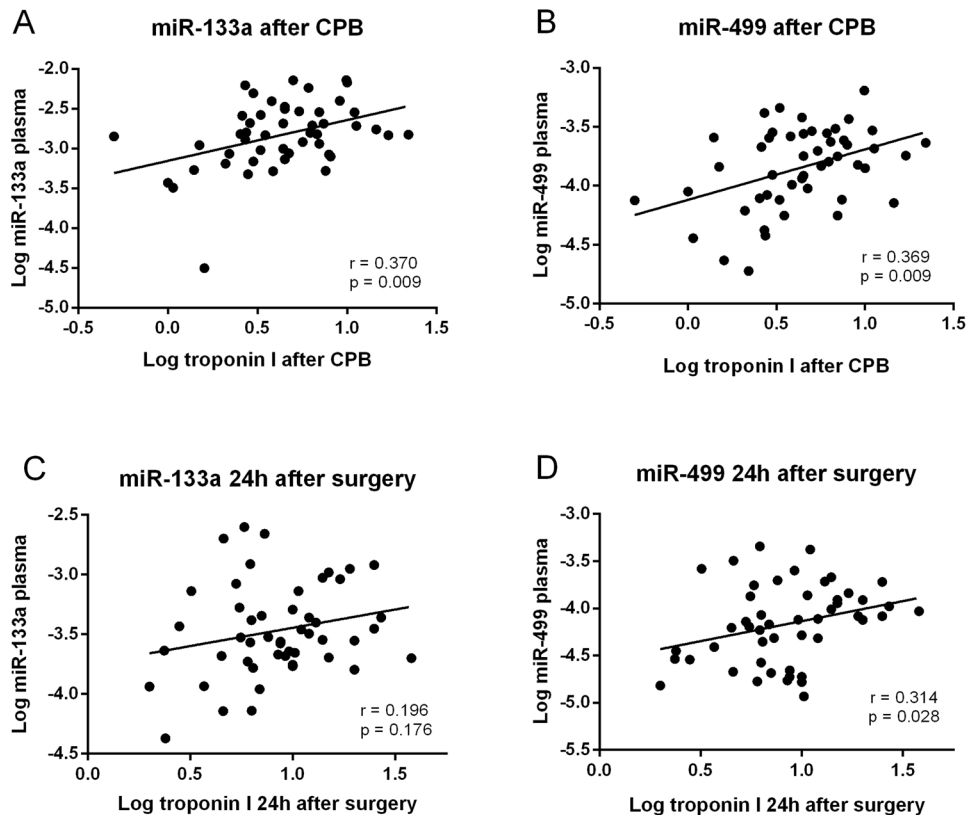 A
miR-133a after CPB
Log miR-133a plasma
-2.0
-2.5
-3.0
-3.5
-4.0
-4.5
-5.0
-0.5
0.0
0.5
1.0
1.5
r = 0.370
p = 0.009
Log troponin I after CPB
B
miR-499 after CPB
Log miR-499 plasma
-3.0
-3.5
-4.0
-4.5
-5.0
-0.5
0.0
0.5
1.0
1.5
r = 0.369
p = 0.009
Log troponin I after CPB
C
miR-133a 24h after surgery
Log miR-133a plasma
-2.5
-3.0
-3.5
-4.0
-4.5
0.0
0.5
1.0
1.5
r = 0.196
p = 0.176
Log troponin I 24h after surgery
D
miR-499 24h after surgery
Log miR-499 plasma
-3.0
-3.5
-4.0
-4.5
-5.0
-5.5
0.0
0.5
1.0
1.5
r = 0.314
p = 0.028
Log troponin I 24h after surgery